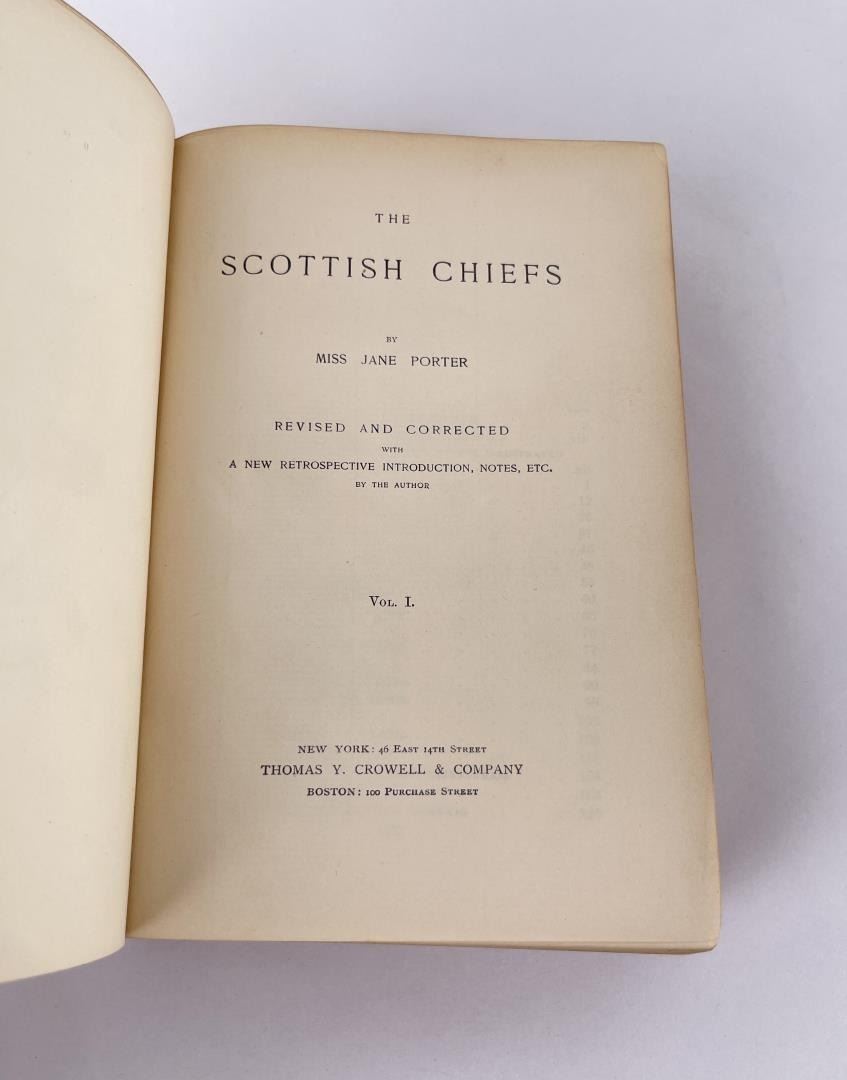 THE
SCOTTISH CHIEFS
BY
MISS JANE PORTER
REVISED AND CORRECTED
WITH
A NEW RETROSPECTIVE INTRODUCTION, NOTES, ETC.
BY THE AUTHOR
VOL. I.
NEW YORK: 46 EAST 14TH STREET
THOMAS Y. CROWELL & COMPANY
BOSTON: 100 PURCHASE STREET